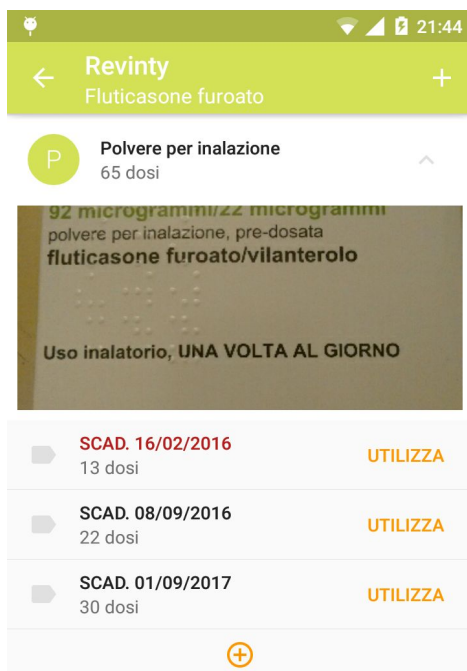 21:44
Revinty
Fluticasone furoato
P
Polvere per inalazione
65 dosi
92 microgrammi/22 microgrammi
polvere per inalazione, pre-dosata
fluticasone furoato/vilanterolo
Uso inalatorio, UNA VOLTA AL GIORNO
SCAD. 16/02/2016
13 dosi
UTILIZZA
SCAD. 08/09/2016
22 dosi
UTILIZZA
SCAD. 01/09/2017
30 dosi
UTILIZZA